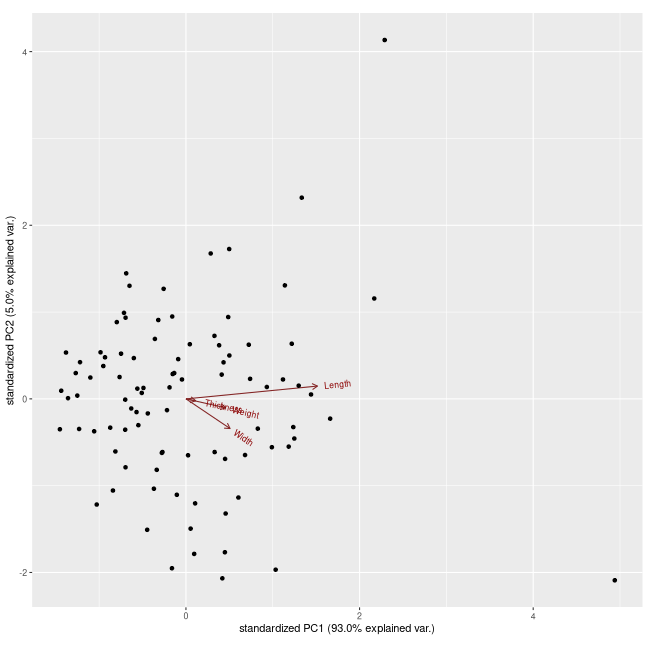 4
2
0
-2
0
2
4
standardized PC1 (93.0% explained var.)
standardized PC2 (5.0% explained var.)
Length
Thickness
Weight
Width